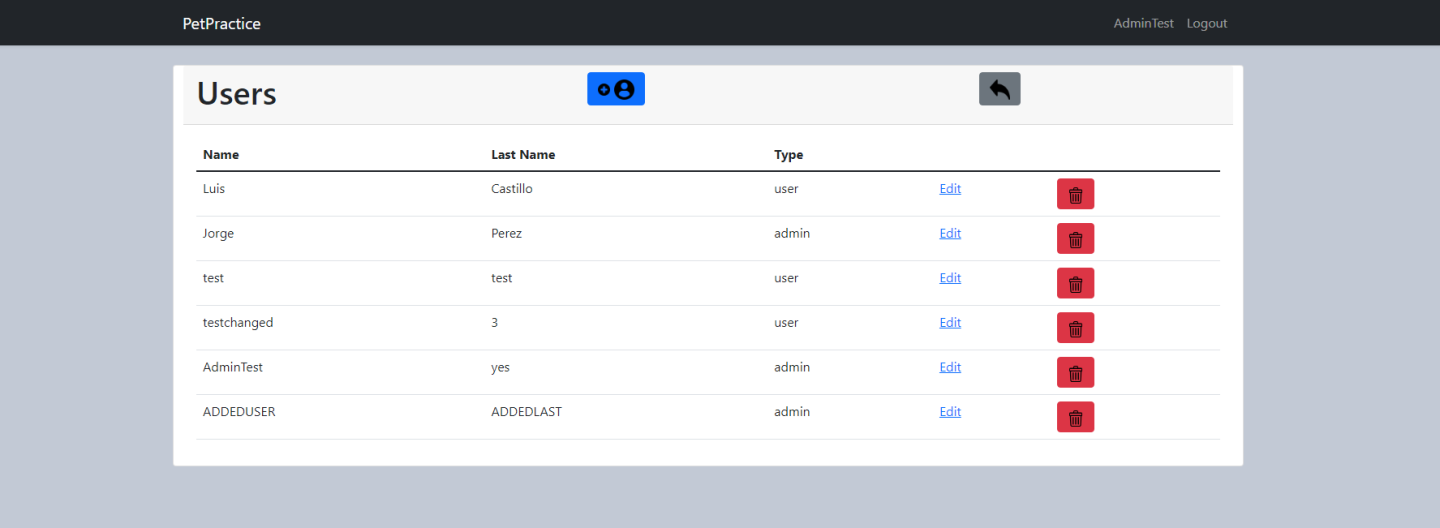 PetPractice AdminTest Logout
Users
Name Last Name Type
Luis Castillo user Edit
Jorge Perez admin Edit
test test user Edit
testchanged 3 user Edit
AdminTest yes admin Edit
ADDEDUSER ADDEDLAST admin Edit